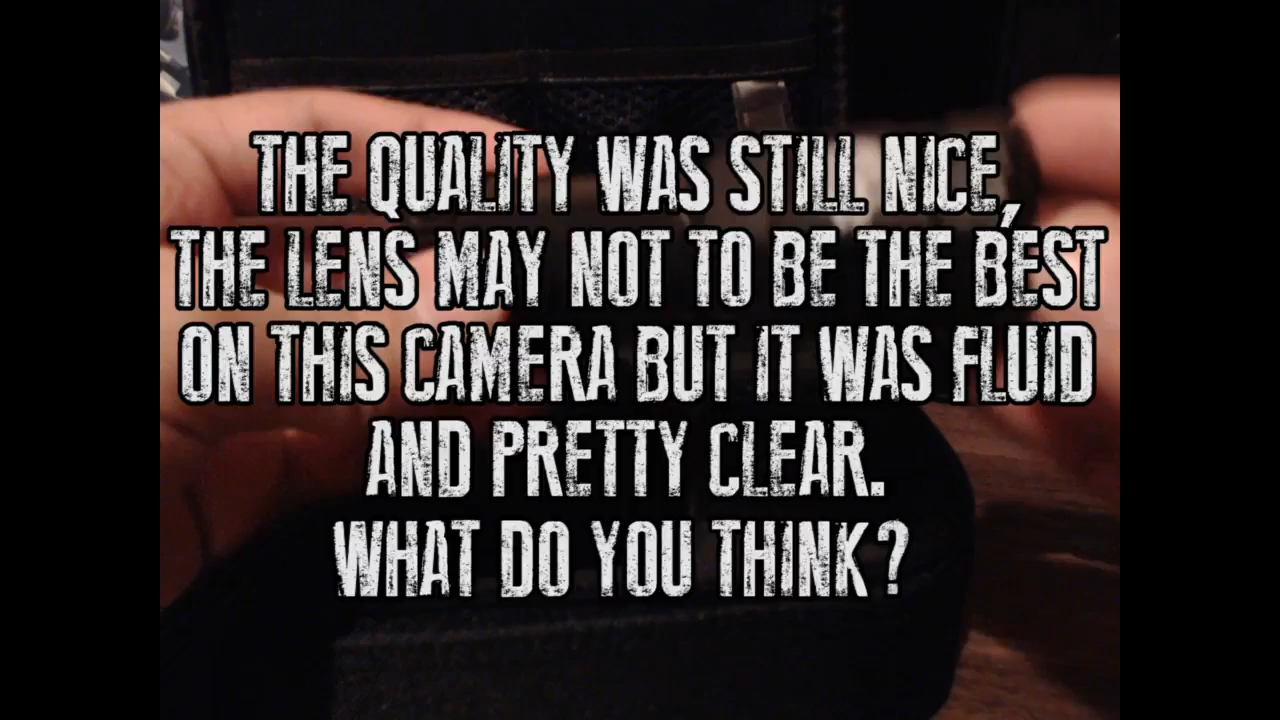 THE QUALITY WAS STILL NICE,
THE LENS MAY NOT TO BE THE BEST
ON THIS CAMERA BUT IT WAS FLUID
AND PRETTY CLEAR.
WHAT DO YOU THINK?